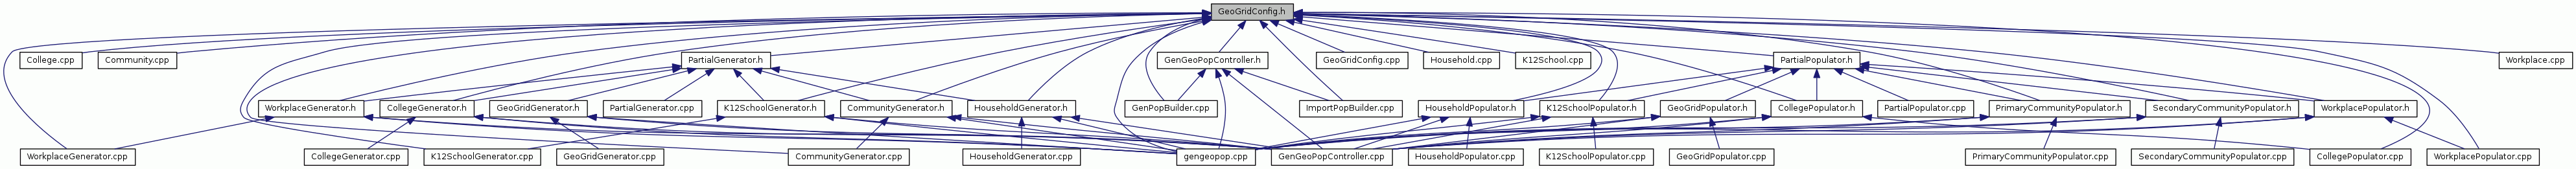 GeoGridConfig.h
College.cpp
Community.cpp
PartialGenerator.h
GenGeoPopController.h
GeoGridConfig.cpp
Household.cpp
K12School.cpp
PartialPopulator.h
Workplace.cpp
WorkplaceGenerator.h
CollegeGenerator.h
GeoGridGenerator.h
PartialGenerator.cpp
K12SchoolGenerator.h
CommunityGenerator.h
HouseholdGenerator.h
GenPopBuilder.cpp
ImportPopBuilder.cpp
HouseholdPopulator.h
K12SchoolPopulator.h
GeoGridPopulator.h
CollegePopulator.h
PartialPopulator.cpp
PrimaryCommunityPopulator.h
SecondaryCommunityPopulator.h
WorkplacePopulator.h
WorkplaceGenerator.cpp
CollegeGenerator.cpp
K12SchoolGenerator.cpp
GeoGridGenerator.cpp
CommunityGenerator.cpp
HouseholdGenerator.cpp
gengeopop.cpp
GenGeoPopController.cpp
HouseholdPopulator.cpp
K12SchoolPopulator.cpp
GeoGridPopulator.cpp
PrimaryCommunityPopulator.cpp
SecondaryCommunityPopulator.cpp
CollegePopulator.cpp
WorkplacePopulator.cpp